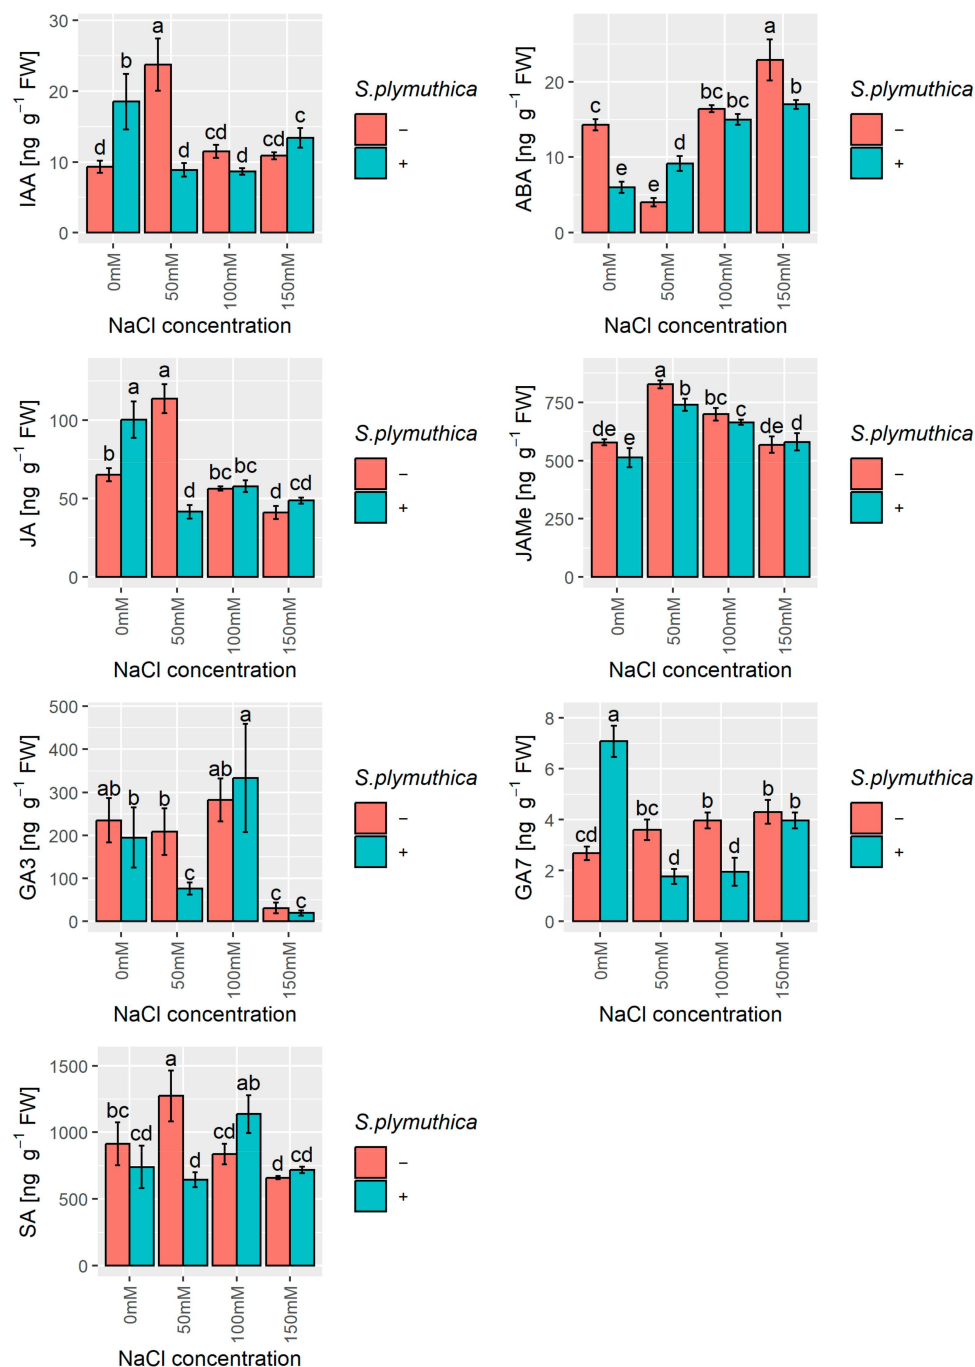 IAA [ng g−1 FW]
30
20
10
0
d
b
a
d
cd
d
cd
c
0mM
50mM
100mM
150mM
NaCl concentration
S.plymuthica
−
+
ABA [ng g−1 FW]
20
10
0
c
e
e
d
bc
bc
a
b
0mM
50mM
100mM
150mM
NaCl concentration
S.plymuthica
−
+
JA [ng g−1 FW]
100
50
0
b
a
a
d
bc
bc
d
cd
0mM
50mM
100mM
150mM
NaCl concentration
S.plymuthica
−
+
JAMe [ng g−1 FW]
750
500
250
0
de
e
a
b
bc
c
de
d
0mM
50mM
100mM
150mM
NaCl concentration
S.plymuthica
−
+
GA3 [ng g−1 FW]
500
400
300
200
100
0
ab
b
b
c
ab
a
c
c
0mM
50mM
100mM
150mM
NaCl concentration
S.plymuthica
−
+
GA7 [ng g−1 FW]
8
6
4
2
0
cd
a
bc
d
b
d
b
b
0mM
50mM
100mM
150mM
NaCl concentration
S.plymuthica
−
+
SA [ng g−1 FW]
1500
1000
500
0
bc
cd
a
d
cd
ab
d
cd
0mM
50mM
100mM
150mM
NaCl concentration
S.plymuthica
−
+